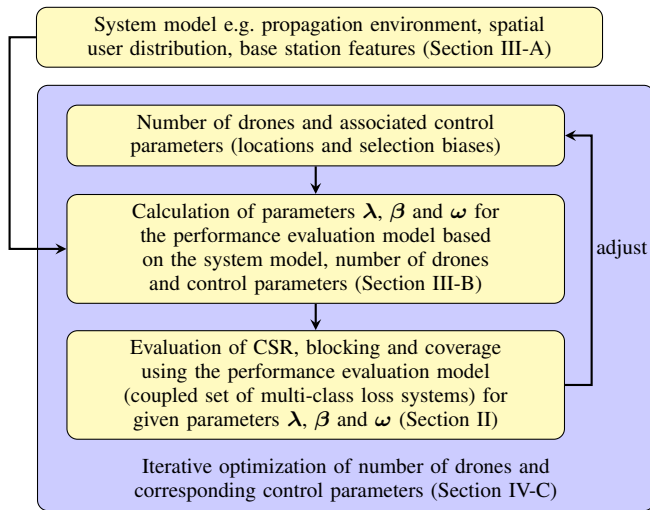 System model e.g. propagation environment, spatial
user distribution, base station features (Section III-A)
Number of drones and associated control
parameters (locations and selection biases)
Calculation of parameters λ, β and ω for
the performance evaluation model based
on the system model, number of drones
and control parameters (Section III-B)
adjust
Evaluation of CSR, blocking and coverage
using the performance evaluation model
(coupled set of multi-class loss systems) for
given parameters λ, β and ω (Section II)
Iterative optimization of number of drones and
corresponding control parameters (Section IV-C)